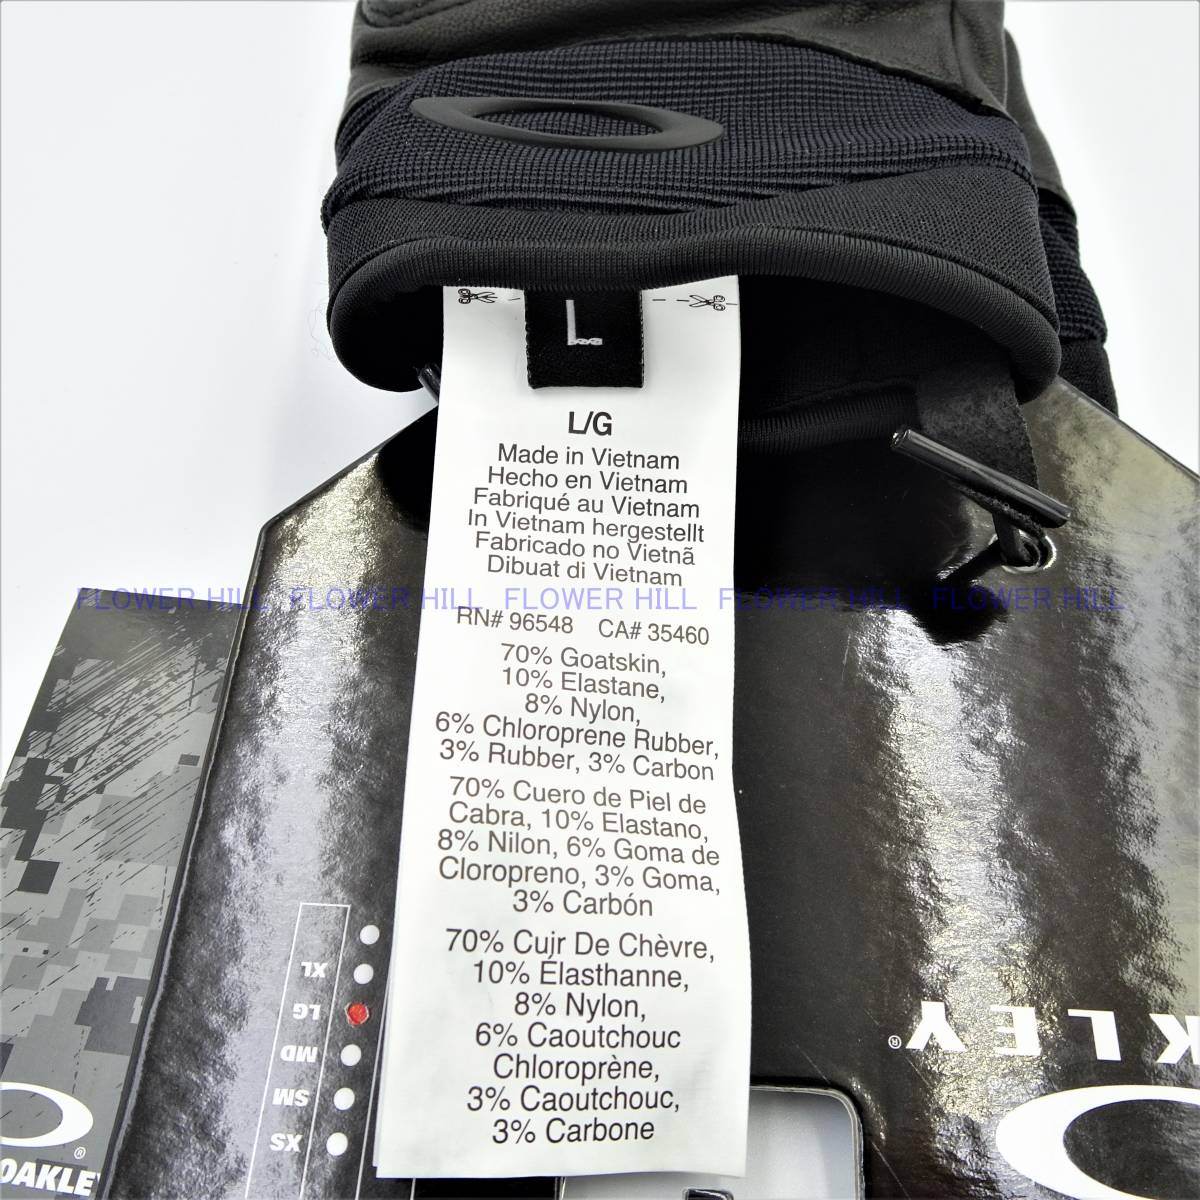 L
L/G
Made in Vietnam
Hecho en Vietnam
Fabriqué au Vietnam
In Vietnam hergestellt
Fabricado no Vietnã
Dibuat di Vietnam
FLOWER HILL FLOWER HILL FLOWER HILL FLOWER HILL FLOWER HILL
RN# 96548 CA# 35460
70% Goatskin,
10% Elastane,
8% Nylon,
6% Chloroprene Rubber,
3% Rubber, 3% Carbon
70% Cuero de Piel de
Cabra, 10% Elastano,
8% Nilon, 6% Goma de
Cloropreno, 3% Goma,
3% Carbón
70% Cuir De Chèvre,
10% Élasthanne,
8% Nylon,
6% Caoutchouc
Chloroprène,
3% Caoutchouc,
3% Carbone
XL
LG
MD
SM
XS
KLEY®
®
OAKLE